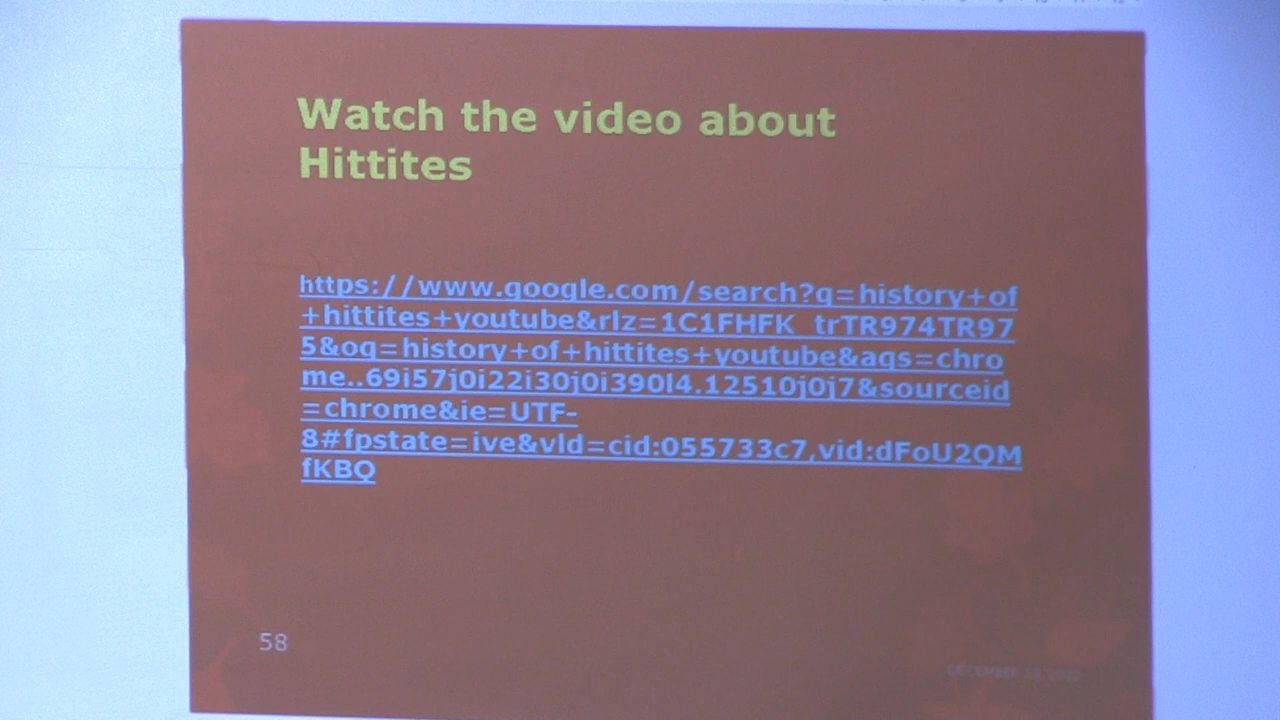 Watch the video about
Hittites
https://www.google.com/search?q=history+of
+hittites+youtube&rlz=1C1FHFK_trTR974TR97
5&oq=history+of+hittites+youtube&aqs=chro
me..69i57j0i22i30j0i390l4.12510j0j7&sourceid
=chrome&ie=UTF-
8#fpstate=ive&vld=cid:055733c7,vid:dFoU2QM
fKBQ
58
DECEMBER